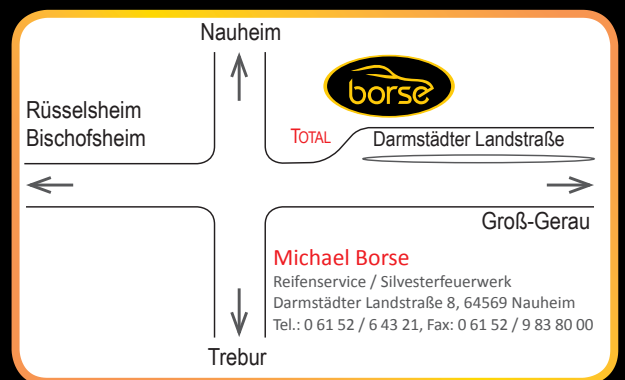 Nauheim
borse
Rüsselsheim
Bischofsheim
TOTAL
Darmstädter Landstraße
Groß-Gerau
Michael Borse
Reifenservice / Silvesterfeuerwerk
Darmstädter Landstraße 8, 64569 Nauheim
Tel.: 0 61 52 / 6 43 21, Fax: 0 61 52 / 9 83 80 00
Trebur